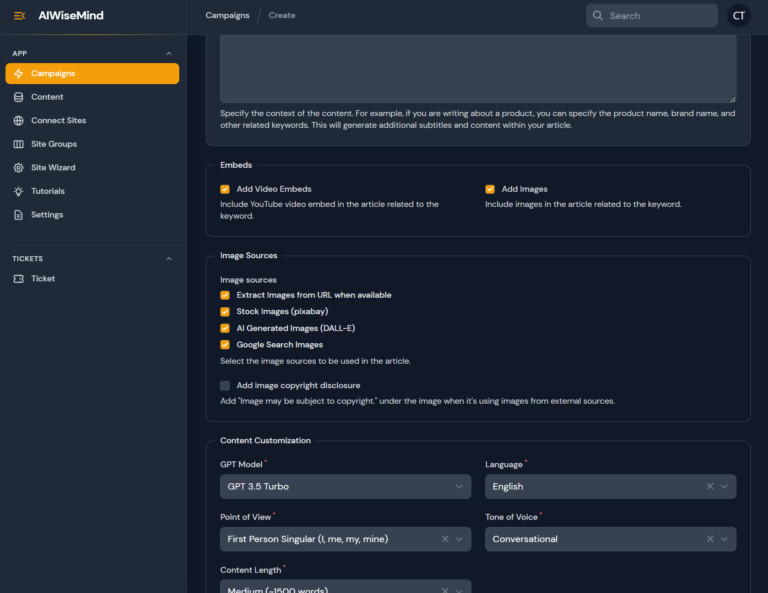 AIWiseMind
Campaigns
Create
Search
CT
APP
Campaigns
Content
Connect Sites
Site Groups
Site Wizard
Tutorials
Settings
TICKETS
Ticket
Specify the context of the content. For example, if you are writing about a product, you can specify the product name, brand name, and
other related keywords. This will generate additional subtitles and content within your article.
Embeds
Add Video Embeds
Include YouTube video embed in the article related to the
keyword.
Add Images
Include images in the article related to the keyword.
Image Sources
Image sources
Extract Images from URL when available
Stock Images (pixabay)
AI Generated Images (DALL-E)
Google Search Images
Select the image sources to be used in the article.
Add image copyright disclosure
Add "Image may be subject to copyright." under the image when it's using images from external sources.
Content Customization
GPT Model*
GPT 3.5 Turbo
Language*
English
Point of View*
First Person Singular (I, me, my, mine)
Tone of Voice*
Conversational
Content Length*
Medium (~1500 words)